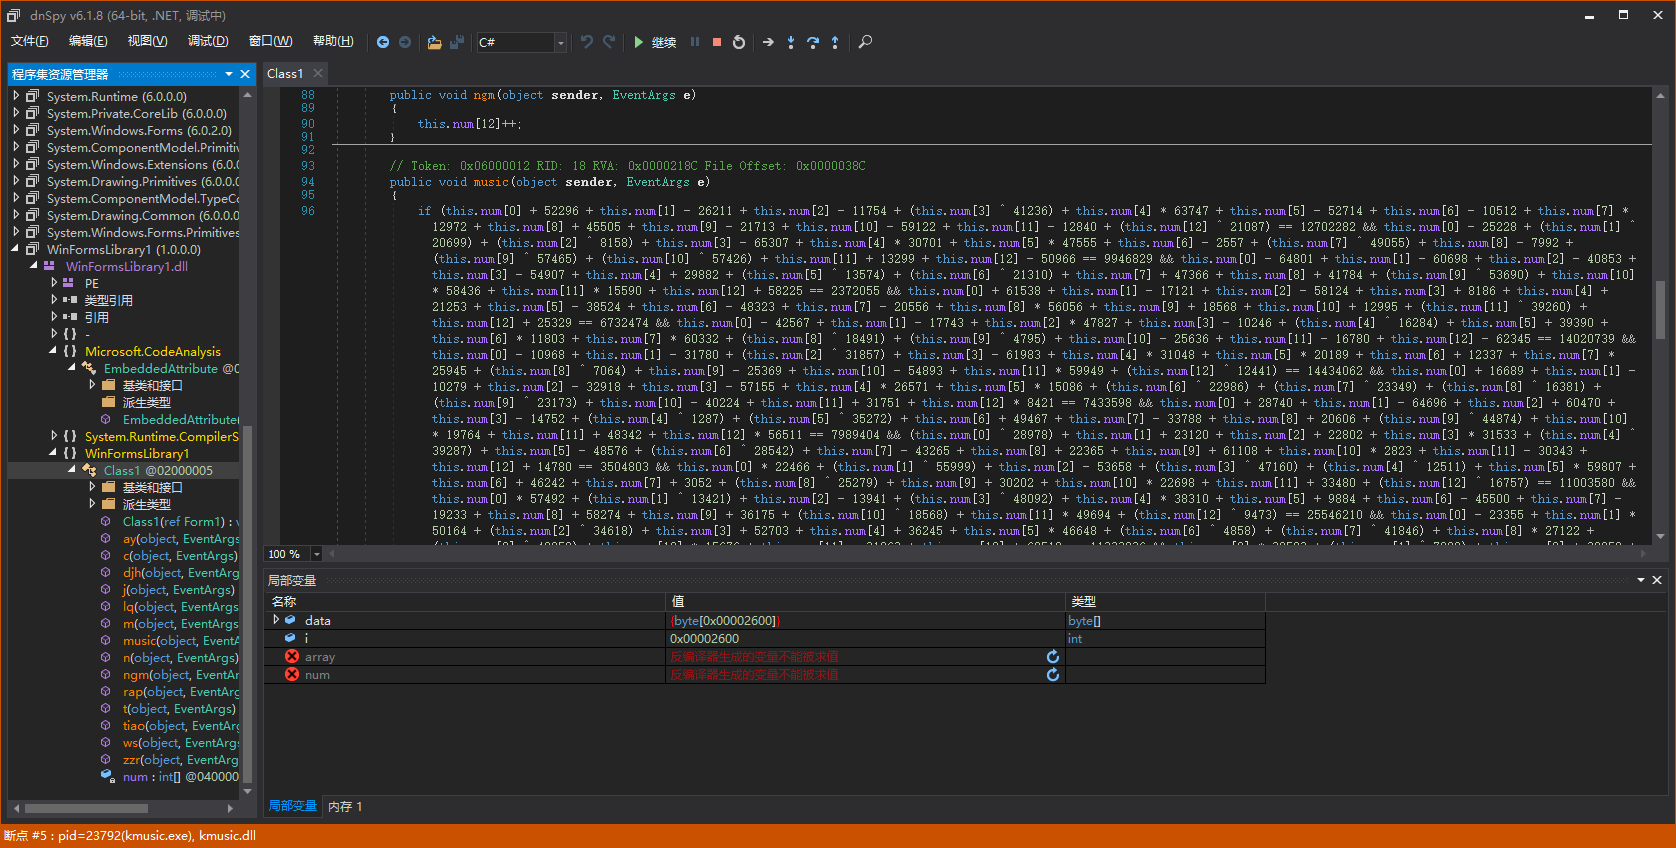 dnSpy v6.1.8 (64-bit, .NET, 调试中)
文件(F) 编辑(E) 视图(V) 调试(D) 窗口(W) 帮助(H) C# 继续
程序集资源管理器
System.Runtime (6.0.0.0)
System.Private.CoreLib (6.0.0.0)
System.Windows.Forms (6.0.2.0)
System.ComponentModel.Primitiv
System.Windows.Extensions (6.0.0
System.Drawing.Primitives (6.0.0.0
System.ComponentModel.TypeCo
System.Drawing.Common (6.0.0.0
System.Windows.Forms.Primitives
WinFormsLibrary1 (1.0.0.0)
WinFormsLibrary1.dll
PE
类型引用
引用
{ } -
{ } Microsoft.CodeAnalysis
EmbeddedAttribute @0
基类和接口
派生类型
EmbeddedAttribute(
{ } System.Runtime.CompilerS
{ } WinFormsLibrary1
Class1 @02000005
基类和接口
派生类型
Class1(ref Form1) : v
ay(object, EventArgs
c(object, EventArgs)
djh(object, EventArg
j(object, EventArgs)
lq(object, EventArgs
m(object, EventArgs
music(object, EventA
n(object, EventArgs)
ngm(object, EventArg
rap(object, EventArg
t(object, EventArgs)
tiao(object, EventArg
ws(object, EventArgs
zzr(object, EventArg
num : int[] @040000
Class1
88 public void ngm(object sender, EventArgs e)
89 {
90 this.num[12]++;
91 }
92
93 // Token: 0x06000012 RID: 18 RVA: 0x0000218C File Offset: 0x0000038C
94 public void music(object sender, EventArgs e)
95 {
96 if (this.num[0] + 52296 + this.num[1] - 26211 + this.num[2] - 11754 + (this.num[3] ^ 41236) + this.num[4] * 63747 + this.num[5] - 52714 + this.num[6] - 10512 + this.num[7] *
12972 + this.num[8] + 45505 + this.num[9] - 21713 + this.num[10] - 59122 + this.num[11] - 12840 + (this.num[12] ^ 21087) == 12702282 && this.num[0] - 25228 + (this.num[1] ^
20699) + (this.num[2] ^ 8158) + this.num[3] - 65307 + this.num[4] * 30701 + this.num[5] * 47555 + this.num[6] - 2557 + (this.num[7] ^ 49055) + this.num[8] - 7992 +
(this.num[9] ^ 57465) + (this.num[10] ^ 57426) + this.num[11] + 13299 + this.num[12] - 50966 == 9946829 && this.num[0] - 64801 + this.num[1] - 60698 + this.num[2] - 40853 +
this.num[3] - 54907 + this.num[4] + 29882 + (this.num[5] ^ 13574) + (this.num[6] ^ 21310) + this.num[7] + 47366 + this.num[8] + 41784 + (this.num[9] ^ 53690) + this.num[10]
* 58436 + this.num[11] * 15590 + this.num[12] + 58225 == 2372055 && this.num[0] + 61538 + this.num[1] - 17121 + this.num[2] - 58124 + this.num[3] + 8186 + this.num[4] +
21253 + this.num[5] - 38524 + this.num[6] - 48323 + this.num[7] - 20556 + this.num[8] * 56056 + this.num[9] + 18568 + this.num[10] + 12995 + (this.num[11] ^ 39260) +
this.num[12] + 25329 == 6732474 && this.num[0] - 42567 + this.num[1] - 17743 + this.num[2] * 47827 + this.num[3] - 10246 + (this.num[4] ^ 16284) + this.num[5] + 39390 +
this.num[6] * 11803 + this.num[7] * 60332 + (this.num[8] ^ 18491) + (this.num[9] ^ 4795) + this.num[10] - 25636 + this.num[11] - 16780 + this.num[12] - 62345 == 14020739 &&
this.num[0] - 10968 + this.num[1] - 31780 + (this.num[2] ^ 31857) + this.num[3] - 61983 + this.num[4] * 31048 + this.num[5] * 20189 + this.num[6] + 12337 + this.num[7] *
25945 + (this.num[8] ^ 7064) + this.num[9] - 25369 + this.num[10] - 54893 + this.num[11] * 59949 + (this.num[12] ^ 12441) == 14434062 && this.num[0] + 16689 + this.num[1] -
10279 + this.num[2] - 32918 + this.num[3] - 57155 + this.num[4] * 26571 + this.num[5] * 15086 + (this.num[6] ^ 22986) + (this.num[7] ^ 23349) + (this.num[8] ^ 16381) +
(this.num[9] ^ 23173) + this.num[10] - 40224 + this.num[11] + 31751 + this.num[12] * 8421 == 7433598 && this.num[0] + 28740 + this.num[1] - 64696 + this.num[2] + 60470 +
this.num[3] - 14752 + (this.num[4] ^ 1287) + (this.num[5] ^ 35272) + this.num[6] + 49467 + this.num[7] - 33788 + this.num[8] + 20606 + (this.num[9] ^ 44874) + this.num[10]
* 19764 + this.num[11] + 48342 + this.num[12] * 56511 == 7989404 && (this.num[0] ^ 28978) + this.num[1] + 23120 + this.num[2] + 22802 + this.num[3] * 31533 + (this.num[4] ^
39287) + this.num[5] - 48576 + (this.num[6] ^ 28542) + this.num[7] - 43265 + this.num[8] + 22365 + this.num[9] + 61108 + this.num[10] * 2823 + this.num[11] - 30343 +
this.num[12] + 14780 == 3504803 && this.num[0] * 22466 + (this.num[1] ^ 55999) + this.num[2] - 53658 + (this.num[3] ^ 47160) + (this.num[4] ^ 12511) + this.num[5] * 59807 +
this.num[6] + 46242 + this.num[7] + 3052 + (this.num[8] ^ 25279) + this.num[9] + 30202 + this.num[10] * 22698 + this.num[11] + 33480 + (this.num[12] ^ 16757) == 11003580 &&
this.num[0] * 57492 + (this.num[1] ^ 13421) + this.num[2] - 13941 + (this.num[3] ^ 48092) + this.num[4] * 38310 + this.num[5] + 9884 + this.num[6] - 45500 + this.num[7] -
19233 + this.num[8] + 58274 + this.num[9] + 36175 + (this.num[10] ^ 18568) + this.num[11] * 49694 + (this.num[12] ^ 9473) == 25546210 && this.num[0] - 23355 + this.num[1] *
50164 + (this.num[2] ^ 34618) + this.num[3] + 52703 + this.num[4] + 36245 + this.num[5] * 46648 + (this.num[6] ^ 4858) + (this.num[7] ^ 41846) + this.num[8] * 27122 +
100 %
局部变量
名称 值 类型
data {byte[0x00002600]} byte[]
i 0x00002600 int
array 反编译器生成的变量不能被求值
num 反编译器生成的变量不能被求值
局部变量 内存 1
断点 #5 : pid=23792(kmusic.exe), kmusic.dll